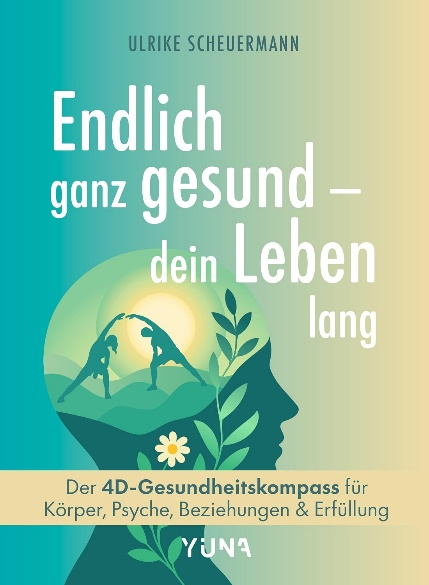 ULRIKE SCHEUERMANN
Endlich
ganz gesund –
dein Leben
lang
Der 4D-Gesundheitskompass für
Körper, Psyche, Beziehungen & Erfüllung
YUNA